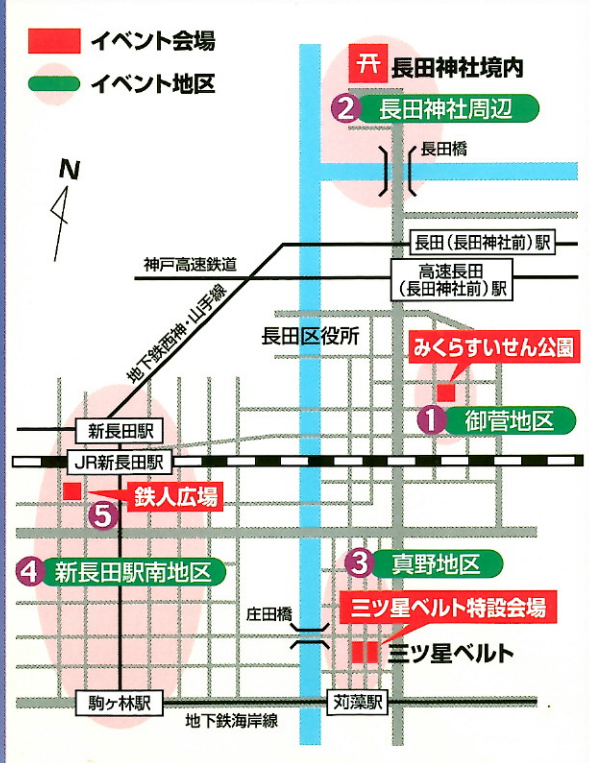 イベント会場
イベント地区
長田神社境内
2 長田神社周辺
長田橋
N
長田(長田神社前)駅
神戸高速鉄道
高速長田
(長田神社前)駅
地下鉄西神・山手線
長田区役所
みくらすいせん公園
1 御菅地区
新長田駅
JR新長田駅
鉄人広場
5
4 新長田駅南地区
3 真野地区
三ツ星ベルト特設会場
庄田橋
三ツ星ベルト
駒ヶ林駅
苅藻駅
地下鉄海岸線